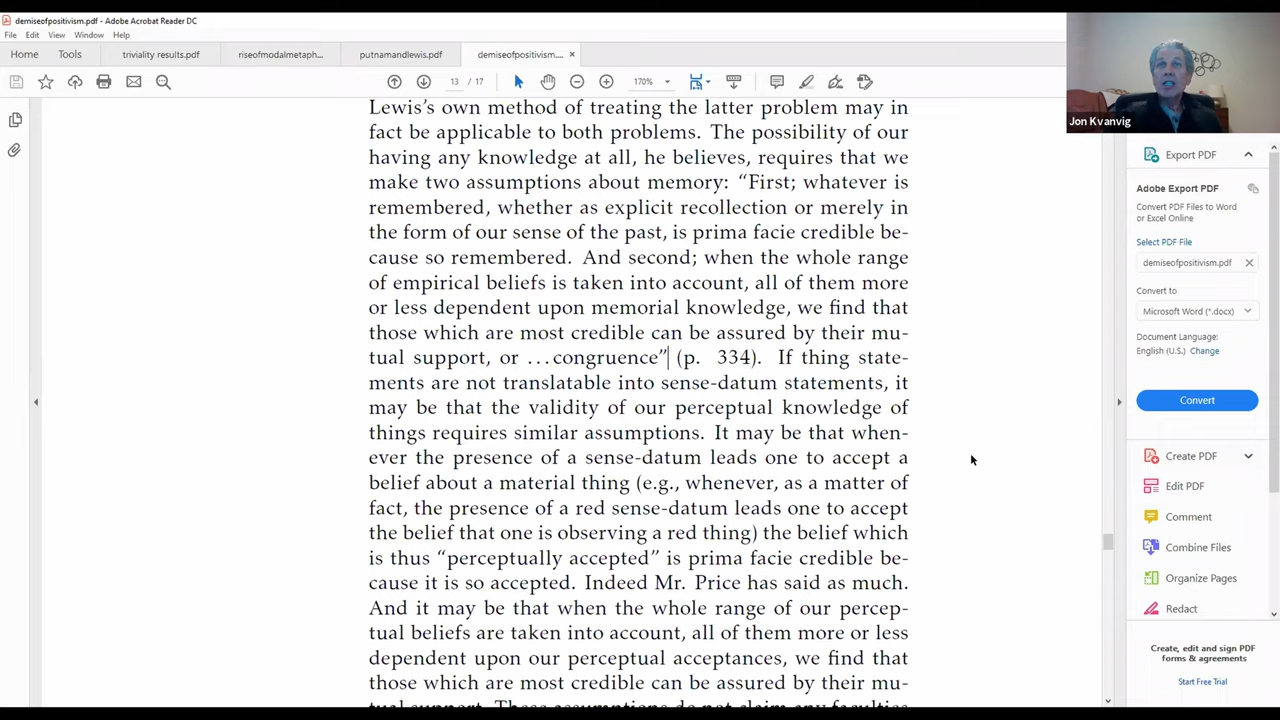 demiseofpositivism.pdf - Adobe Acrobat Reader DC
File Edit View Window Help
Home Tools triviality results.pdf riseofmodalmetaph... putnamandlewis.pdf demiseofpositivism....
13 / 17 170%
Jon Kvanvig
Lewis's own method of treating the latter problem may in
fact be applicable to both problems. The possibility of our
having any knowledge at all, he believes, requires that we
make two assumptions about memory: “First; whatever is
remembered, whether as explicit recollection or merely in
the form of our sense of the past, is prima facie credible be-
cause so remembered. And second; when the whole range
of empirical beliefs is taken into account, all of them more
or less dependent upon memorial knowledge, we find that
those which are most credible can be assured by their mu-
tual support, or ...congruence” (p. 334). If thing state-
ments are not translatable into sense-datum statements, it
may be that the validity of our perceptual knowledge of
things requires similar assumptions. It may be that when-
ever the presence of a sense-datum leads one to accept a
belief about a material thing (e.g., whenever, as a matter of
fact, the presence of a red sense-datum leads one to accept
the belief that one is observing a red thing) the belief which
is thus “perceptually accepted” is prima facie credible be-
cause it is so accepted. Indeed Mr. Price has said as much.
And it may be that when the whole range of our percep-
tual beliefs are taken into account, all of them more or less
dependent upon our perceptual acceptances, we find that
those which are most credible can be assured by their mu-
tual support. These assumptions do not claim any faculties
Export PDF
Adobe Export PDF
Convert PDF Files to Word
or Excel Online
Select PDF File
demiseofpositivism.pdf
Convert to
Microsoft Word (*.docx)
Document Language:
English (U.S.) Change
Convert
Create PDF
Edit PDF
Comment
Combine Files
Organize Pages
Redact
Create, edit and sign PDF
forms & agreements
Start Free Trial